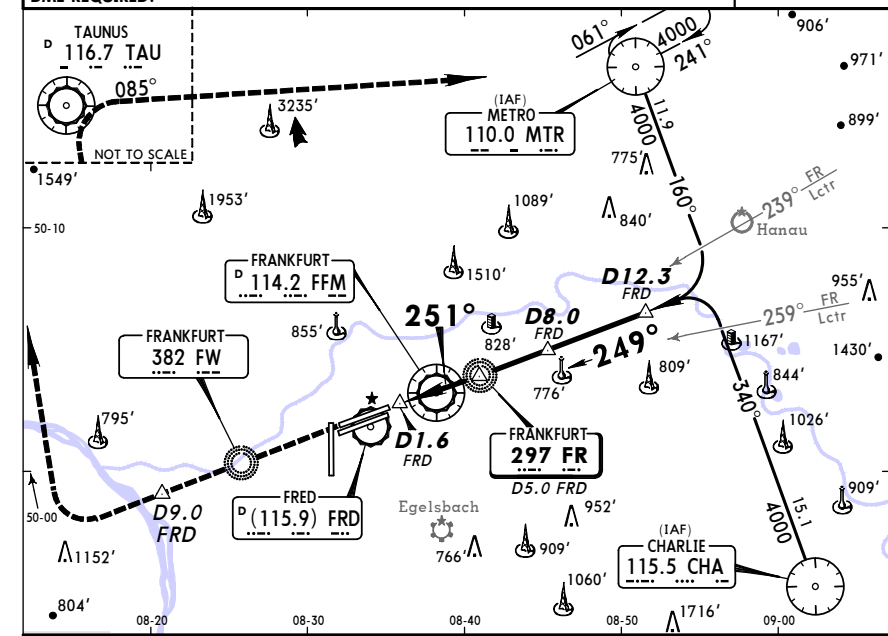 TAUNUS
D 116.7 TAU
085°
NOT TO SCALE
3235'
061°
4000
241°
906'
971'
899'
(IAF)
METRO
110.0 MTR
11.9
4000
160°
775'
840'
1549'
1953'
1089'
1510'
50-10
239° FR
Lctr
Hanau
955'
FRANKFURT
D 114.2 FFM
855'
251°
D12.3
FRD
D8.0
FRD
828'
249°
259° FR
Lctr
1167'
1430'
FRANKFURT
382 FW
776'
809'
844'
340°
1026'
795'
D1.6
FRD
FRANKFURT
297 FR
D5.0 FRD
D9.0
FRD
FRED
D (115.9) FRD
Egelsbach
952'
766'
909'
909'
15.1
4000
50-00
1152'
(IAF)
CHARLIE
115.5 CHA
1060'
1716'
804'
08-20
08-30
08-40
08-50
09-00